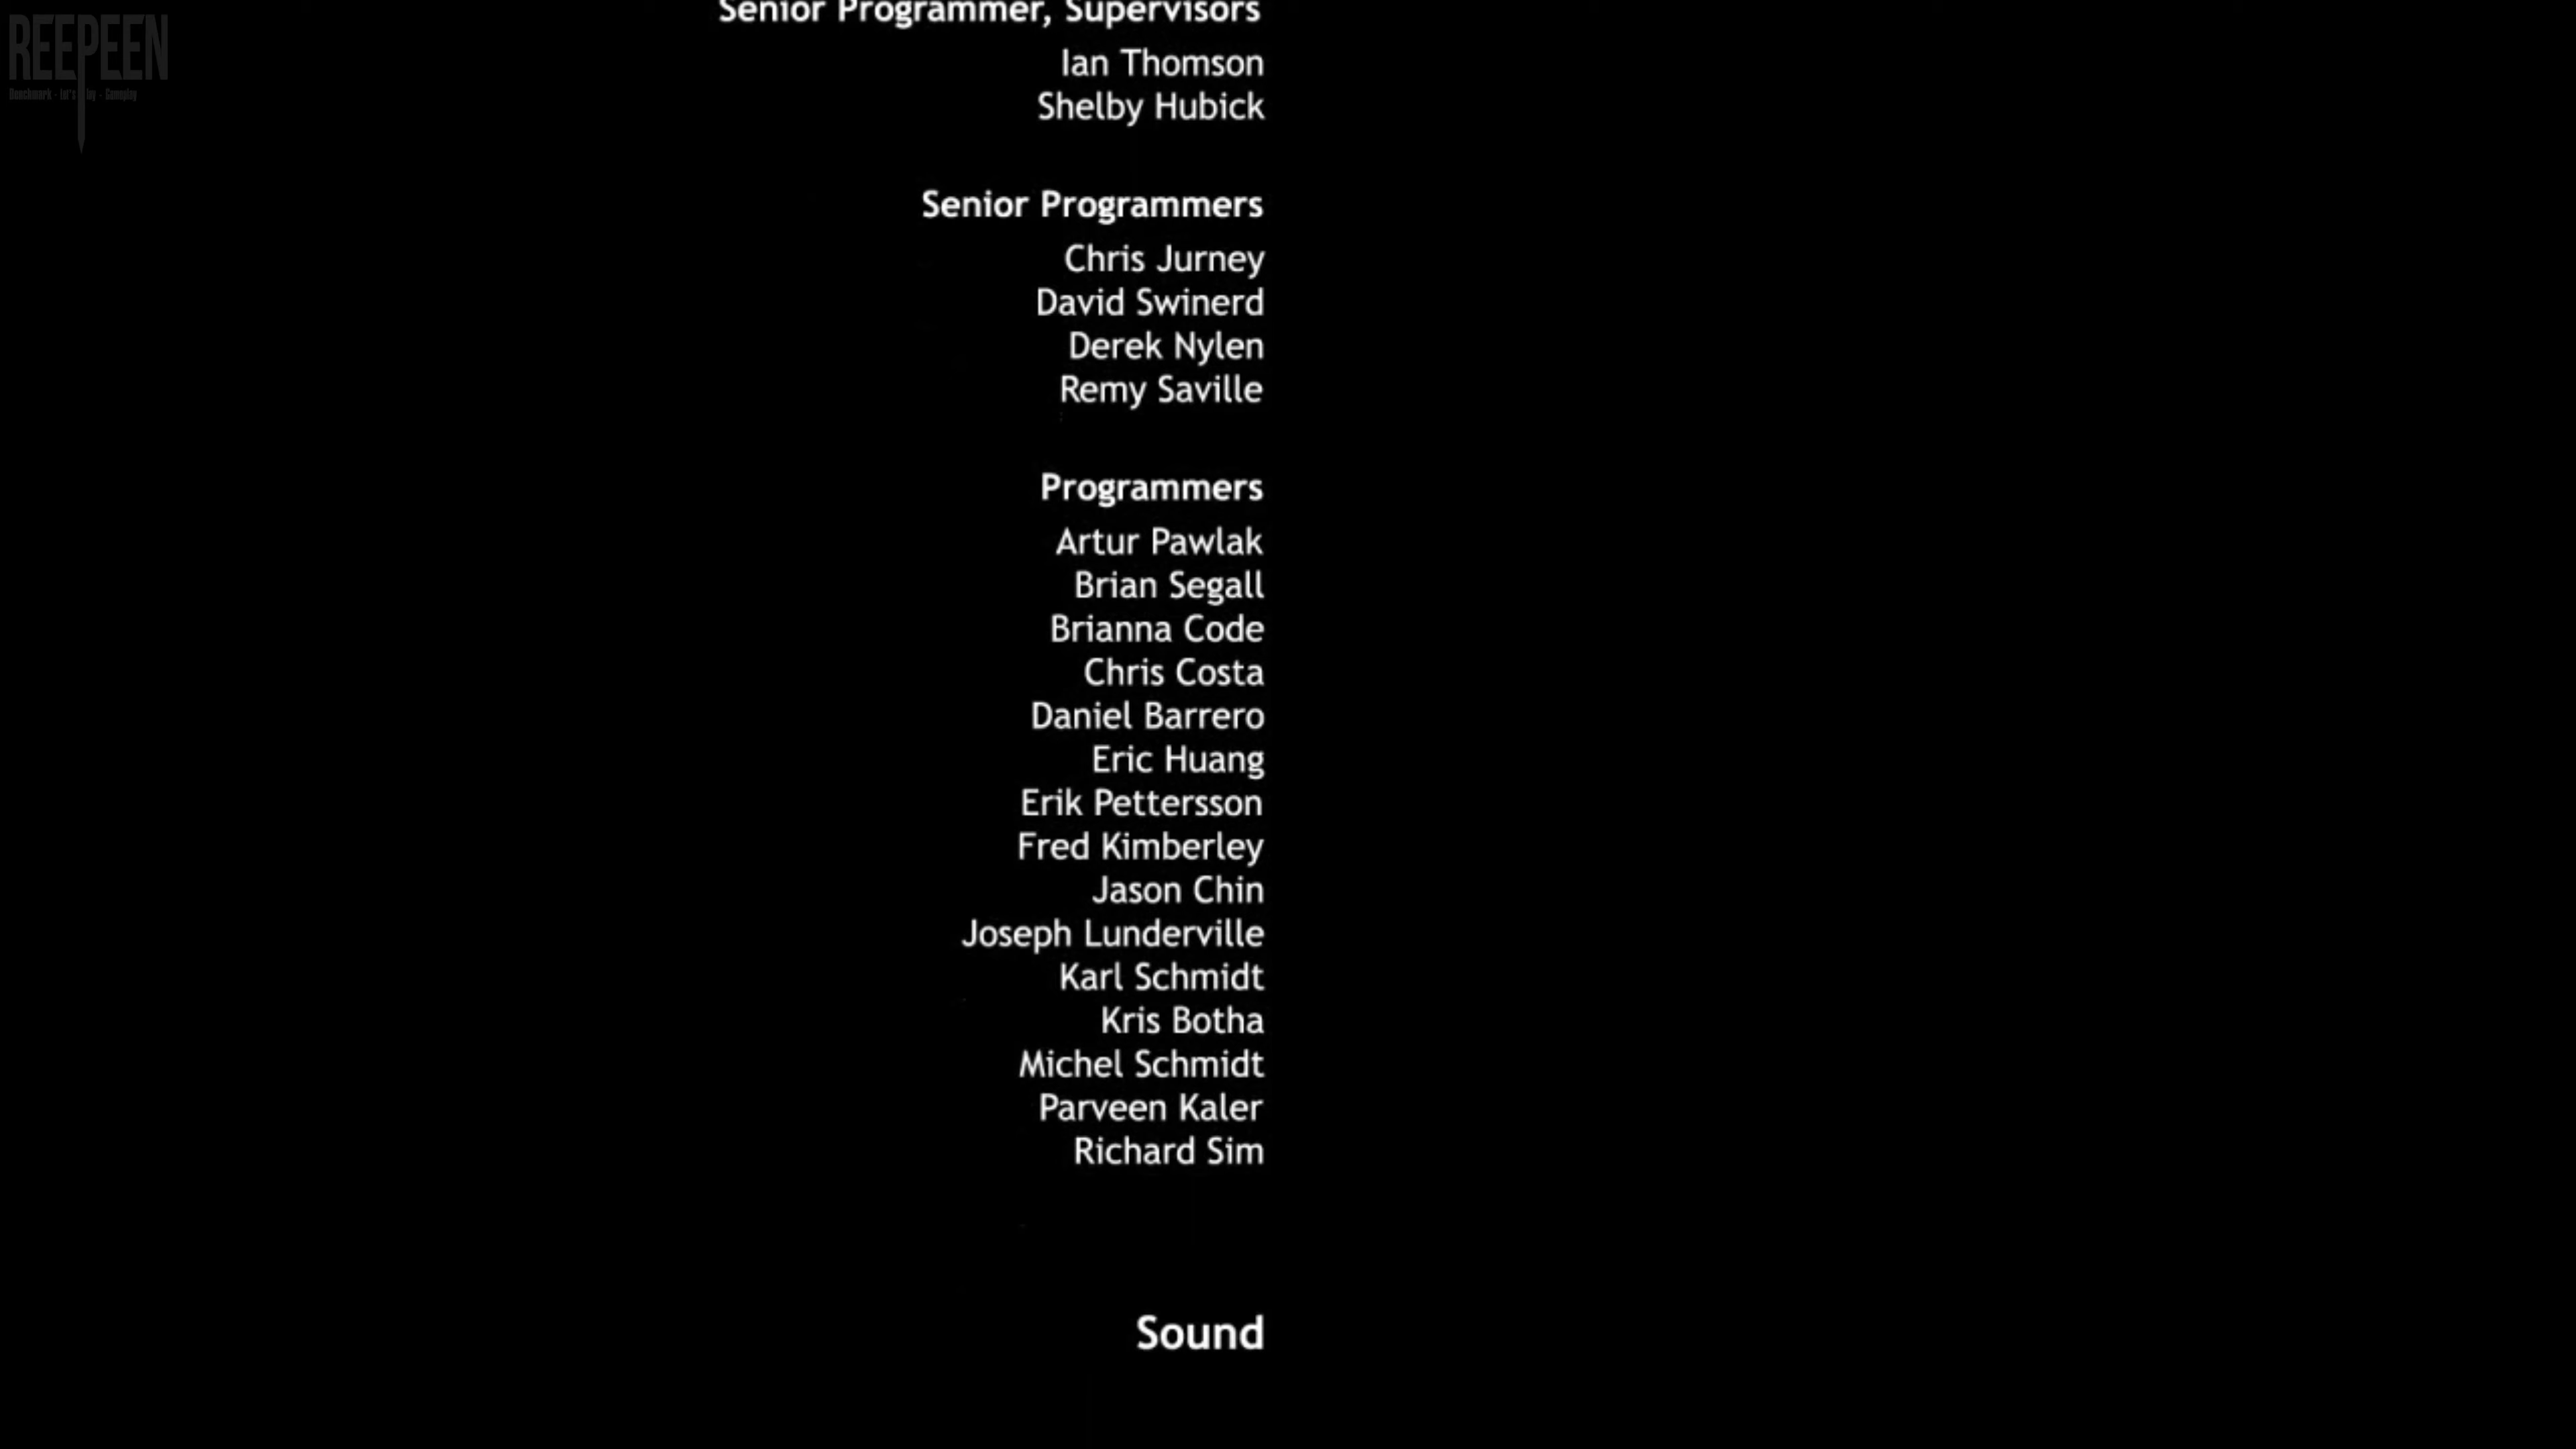 REEPEEN
Senior Programmer, Supervisors
Ian Thomson
Shelby Hubick
Senior Programmers
Chris Jurney
David Swinerd
Derek Nylen
Remy Saville
Programmers
Artur Pawlak
Brian Segall
Brianna Code
Chris Costa
Daniel Barrero
Eric Huang
Erik Pettersson
Fred Kimberley
Jason Chin
Joseph Lunderville
Karl Schmidt
Kris Botha
Michel Schmidt
Parveen Kaler
Richard Sim
Sound